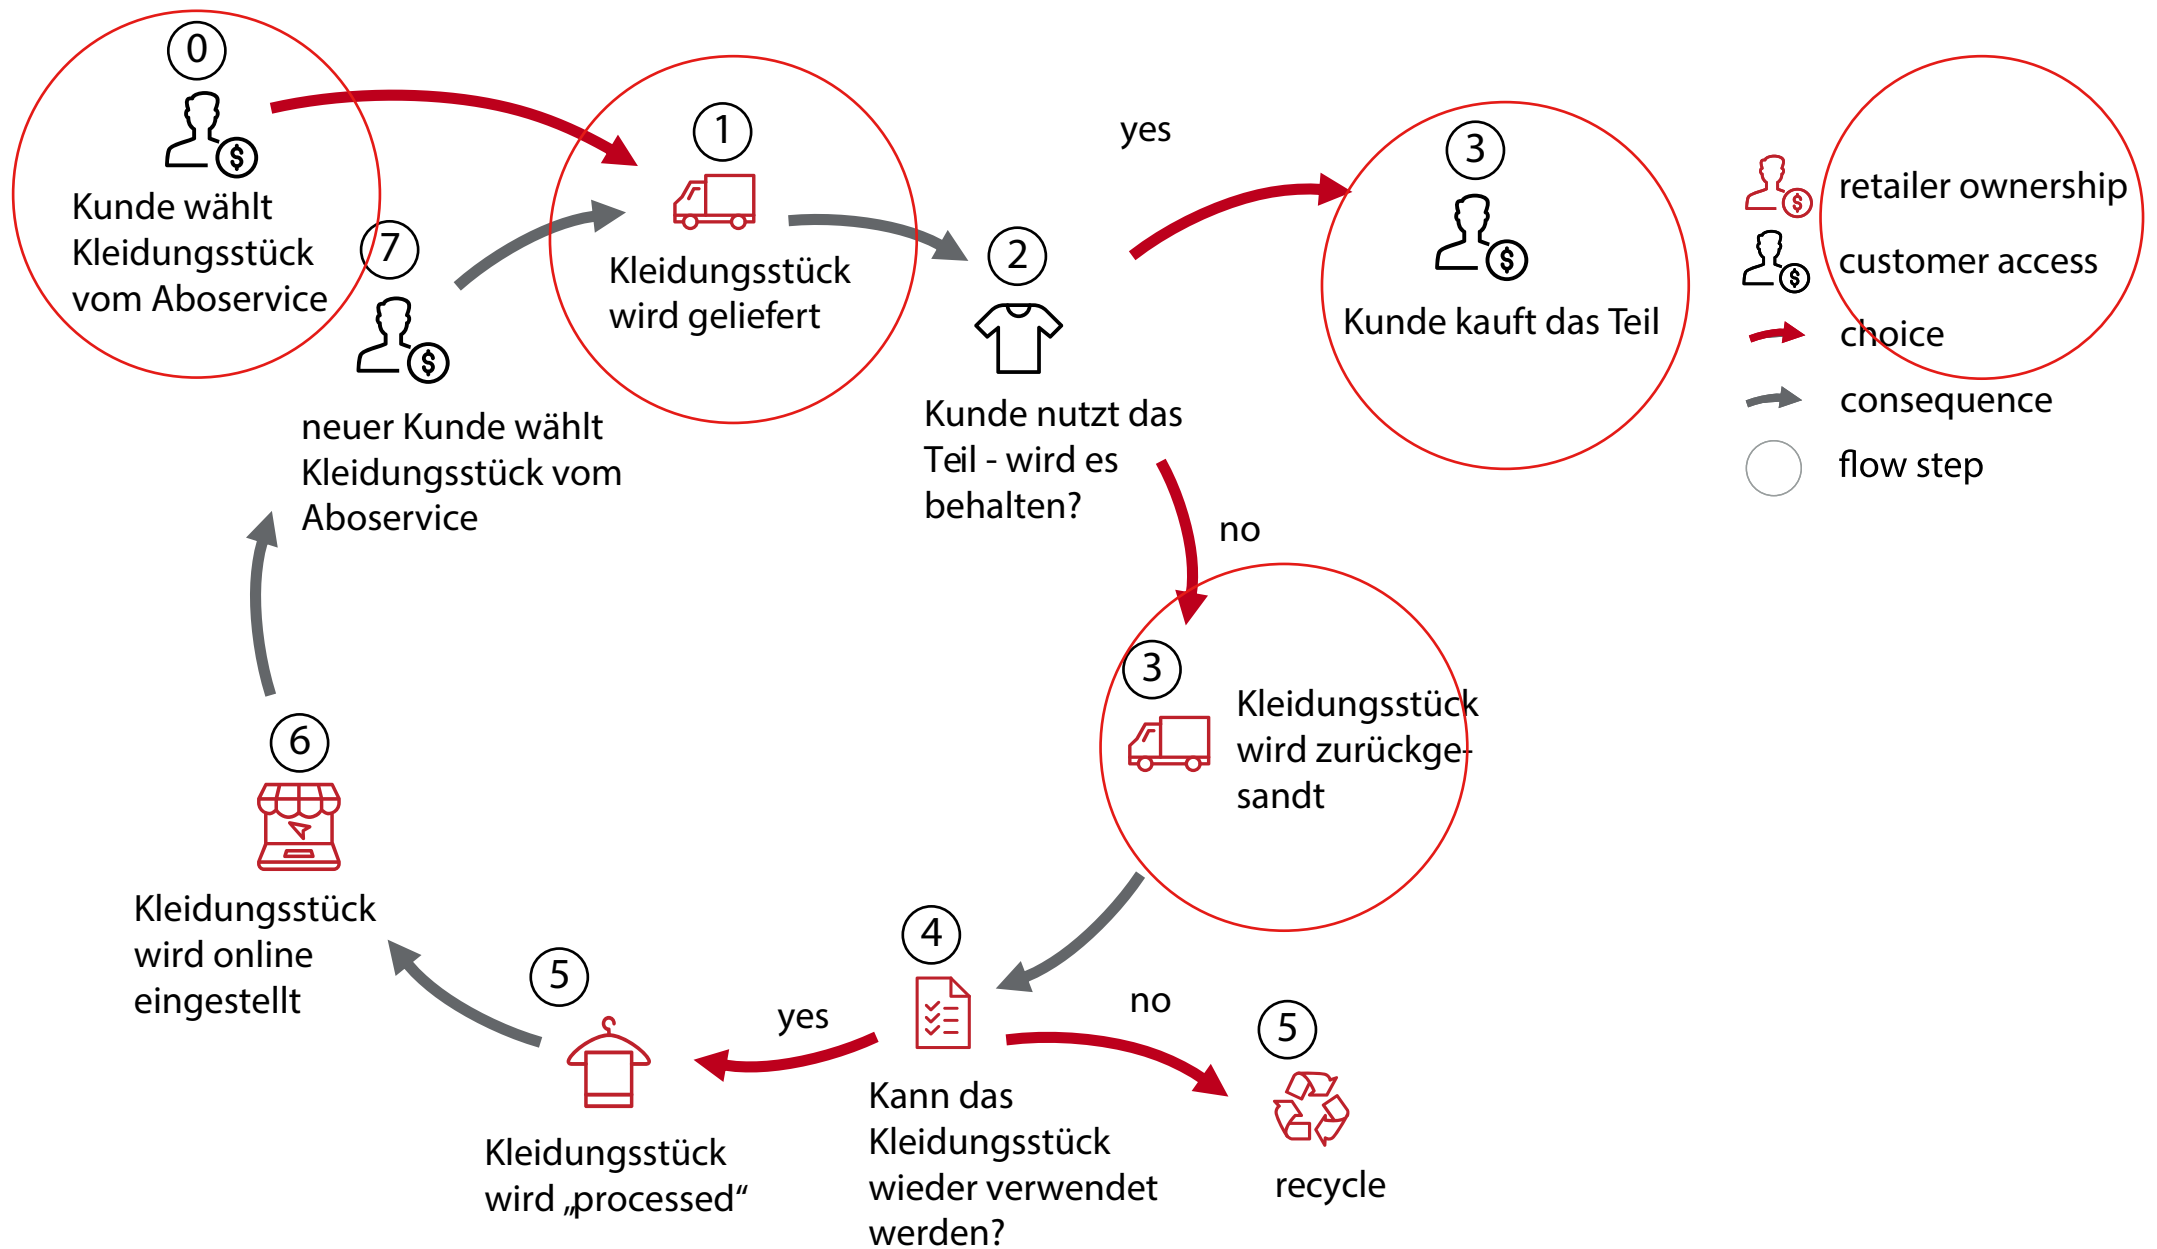 0
Kunde wählt
Kleidungsstück
vom Aboservice
1
Kleidungsstück
wird geliefert
2
Kunde nutzt das
Teil - wird es
behalten?
yes
3
Kunde kauft das Teil
retailer ownership
customer access
choice
consequence
flow step
7
neuer Kunde wählt
Kleidungsstück vom
Aboservice
no
3
Kleidungsstück
wird zurückge-
sandt
4
Kann das
Kleidungsstück
wieder verwendet
werden?
no
5
recycle
yes
5
Kleidungsstück
wird „processed“
6
Kleidungsstück
wird online
eingestellt